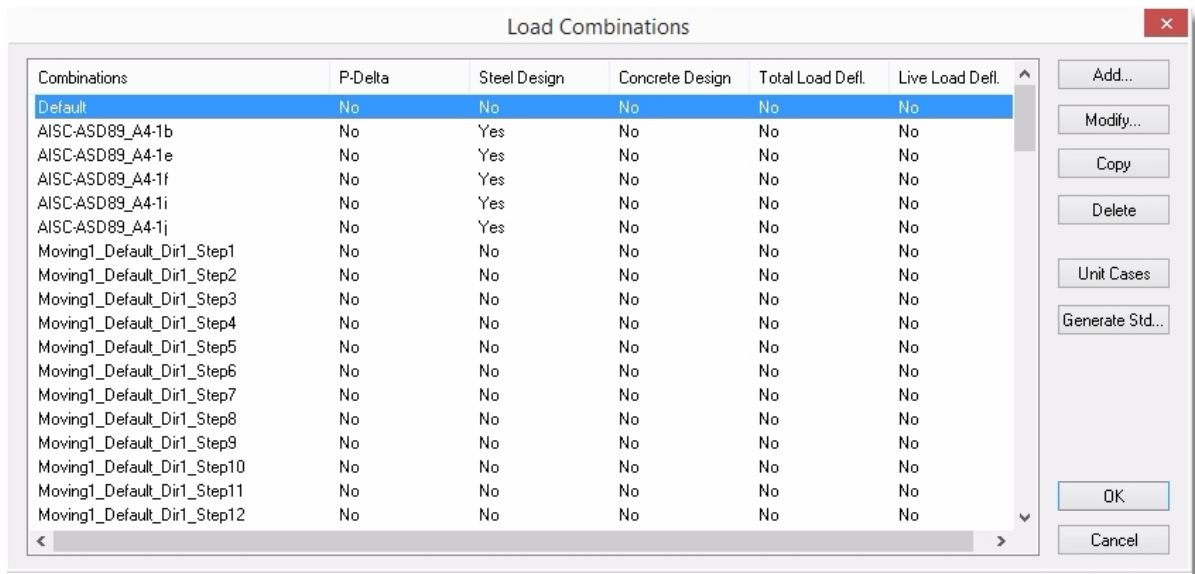 Load Combinations
Combinations P-Delta Steel Design Concrete Design Total Load Defl. Live Load Defl.
Default No No No No No
AISC-ASD89_A4-1b No Yes No No No
AISC-ASD89_A4-1e No Yes No No No
AISC-ASD89_A4-1f No Yes No No No
AISC-ASD89_A4-1i No Yes No No No
AISC-ASD89_A4-1j No Yes No No No
Moving1_Default_Dir1_Step1 No No No No No
Moving1_Default_Dir1_Step2 No No No No No
Moving1_Default_Dir1_Step3 No No No No No
Moving1_Default_Dir1_Step4 No No No No No
Moving1_Default_Dir1_Step5 No No No No No
Moving1_Default_Dir1_Step6 No No No No No
Moving1_Default_Dir1_Step7 No No No No No
Moving1_Default_Dir1_Step8 No No No No No
Moving1_Default_Dir1_Step9 No No No No No
Moving1_Default_Dir1_Step10 No No No No No
Moving1_Default_Dir1_Step11 No No No No No
Moving1_Default_Dir1_Step12 No No No No No
Add...
Modify...
Copy
Delete
Unit Cases
Generate Std...
OK
Cancel